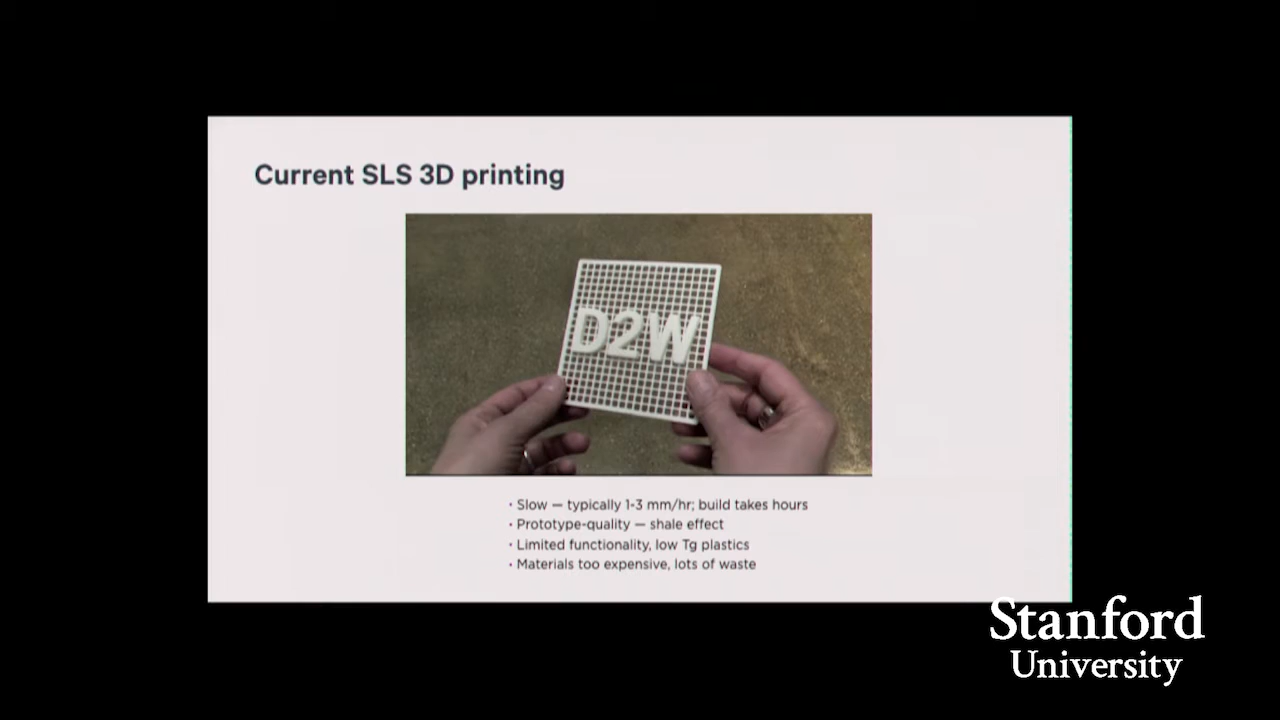 Current SLS 3D printing
D2W
· Slow — typically 1-3 mm/hr; build takes hours
· Prototype-quality — shale effect
· Limited functionality, low Tg plastics
· Materials too expensive, lots of waste
Stanford
University